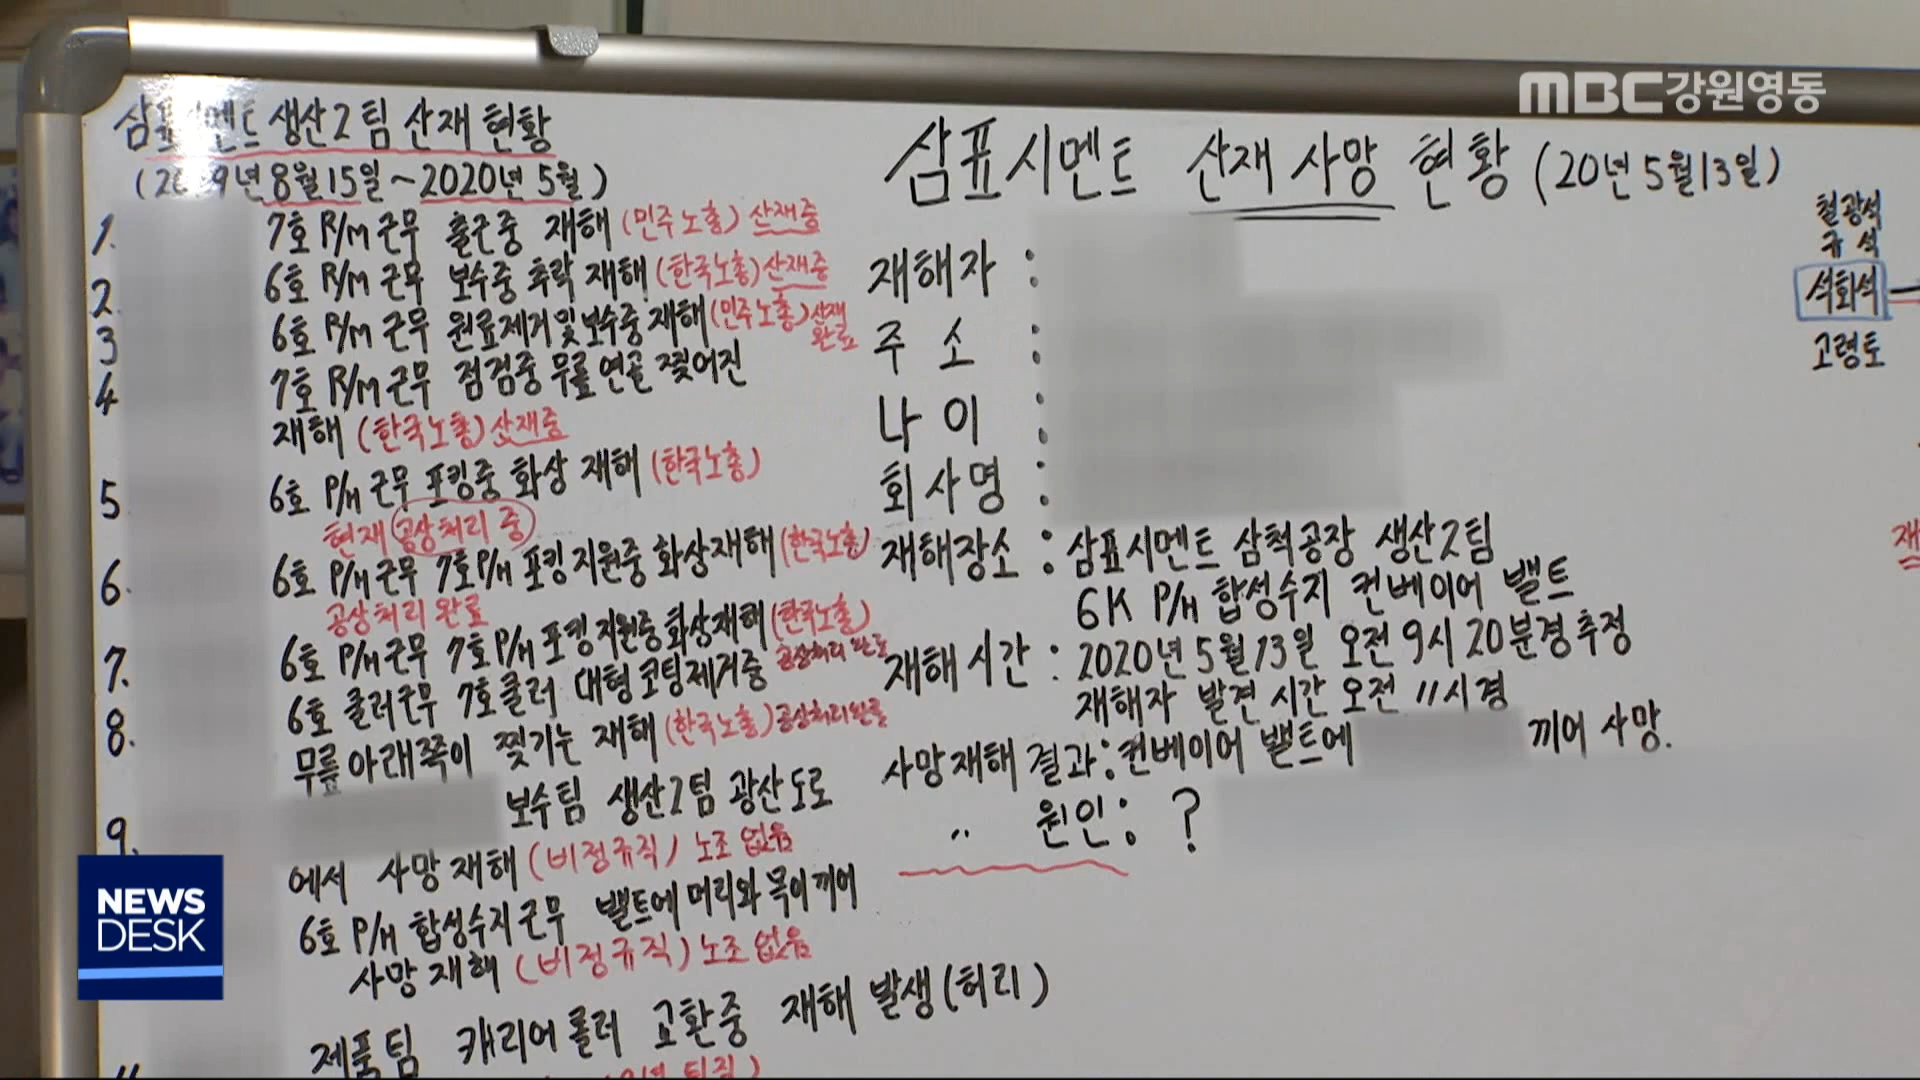 MBC강원영동
삼표시멘트 생산2팀 산재 현황
(2019년 8월 15일 ~ 2020년 5월)
1. 7호 R/M 근무 출근중 재해 (민주노총) 산재중
2. 6호 R/M 근무 보수중 추락 재해 (한국노총) 산재중
3 6호 R/M 근무 원료제거 및 보수중 재해 (민주노총) 산재
완료
4 7호 R/M 근무 점검중 무릎 연골 찢어진
재해 (한국노총) 산재중
5 6호 P/H 근무 포킹중 화상 재해 (한국노총)
현재 공상처리 중
6. 6호 P/H 근무 7호 P/H 포킹 지원중 화상재해 (한국노총)
공상처리 완료
7. 6호 P/H 근무 7호 P/H 포킹 지원중 화상재해 (한국노총)
공상처리 완료
8. 6호 쿨러근무 7호쿨러 대형 코팅제거중
무릎 아래쪽이 찢기는 재해 (한국노총) 공상처리완료
9. 보수팀 생산2팀 광산도로
에서 사망 재해 (비정규직) 노조 없음
6호 P/H 합성수지 근무 밸트에 머리와 목이 끼어
사망 재해 (비정규직) 노조 없음
제품팀 캐리어 롤러 교환중 재해 발생 (허리)
삼표시멘트 산재 사망 현황 (20년 5월 13일)
재해자 :
주소 :
나이 :
회사명 :
재해장소 : 삼표시멘트 삼척공장 생산2팀
6K P/H 합성수지 컨베이어 밸트
재해시간 : 2020년 5월 13일 오전 9시 20분경 추정
재해자 발견 시간 오전 11시경
사망재해 결과 : 컨베이어 밸트에 끼어 사망.
〃 원인 : ?
철광석
규석
석회석
고령토
재
NEWS
DESK